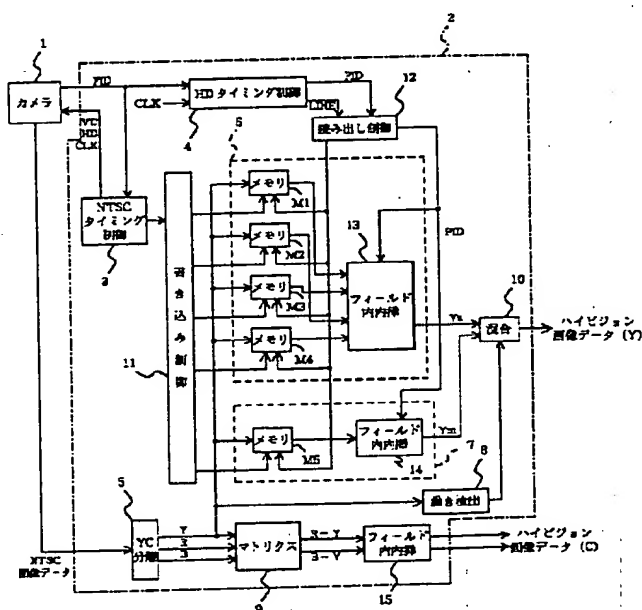 1
2
FID
カメラ
CLK
HDタイミング制御
FID
LINE
12
4
読み出し制御
HD
CLK
6
NTSC
タイミング
制御
3
メモリ
M1
メモリ
M2
メモリ
M3
メモリ
M4
13
フィールド
内内挿
FID
書き込み制御
11
10
混合
ハイビジョン
画像データ (Y)
メモリ
M5
フィールド
内内挿
Ym
14
7
8
動き検出
5
YC
分離
Y
マトリクス
9
R-Y
B-Y
フィールド
内内挿
15
ハイビジョン
画像データ (C)
NTSC
画像データ